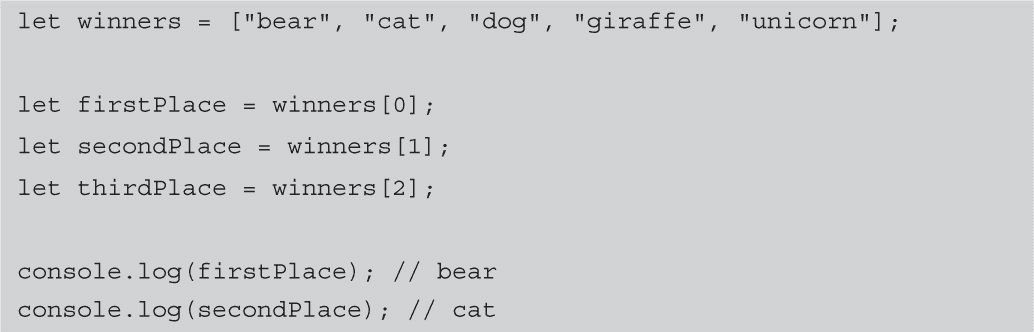 let winners = ["bear", "cat", "dog", "giraffe", "unicorn"];
let firstPlace = winners[0];
let secondPlace = winners[1];
let thirdPlace = winners[2];
console.log(firstPlace); // bear
console.log(secondPlace); // cat